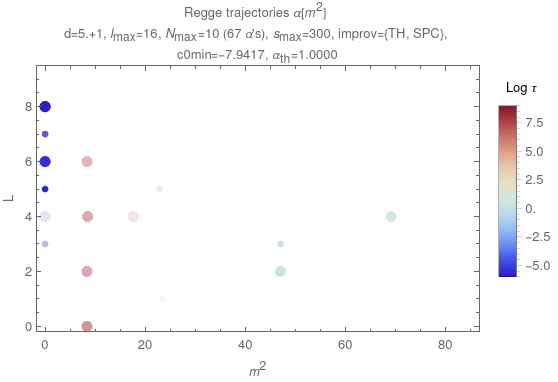 Regge trajectories α[m²]
d=5.+1, lmax=16, Nmax=10 (67 α's), smax=300, improv={TH, SPC},
c0min=−7.9417, αth=1.0000
Log τ
L
8
6
4
2
0
7.5
5.0
2.5
0.
−2.5
−5.0
0
20
40
60
80
m²